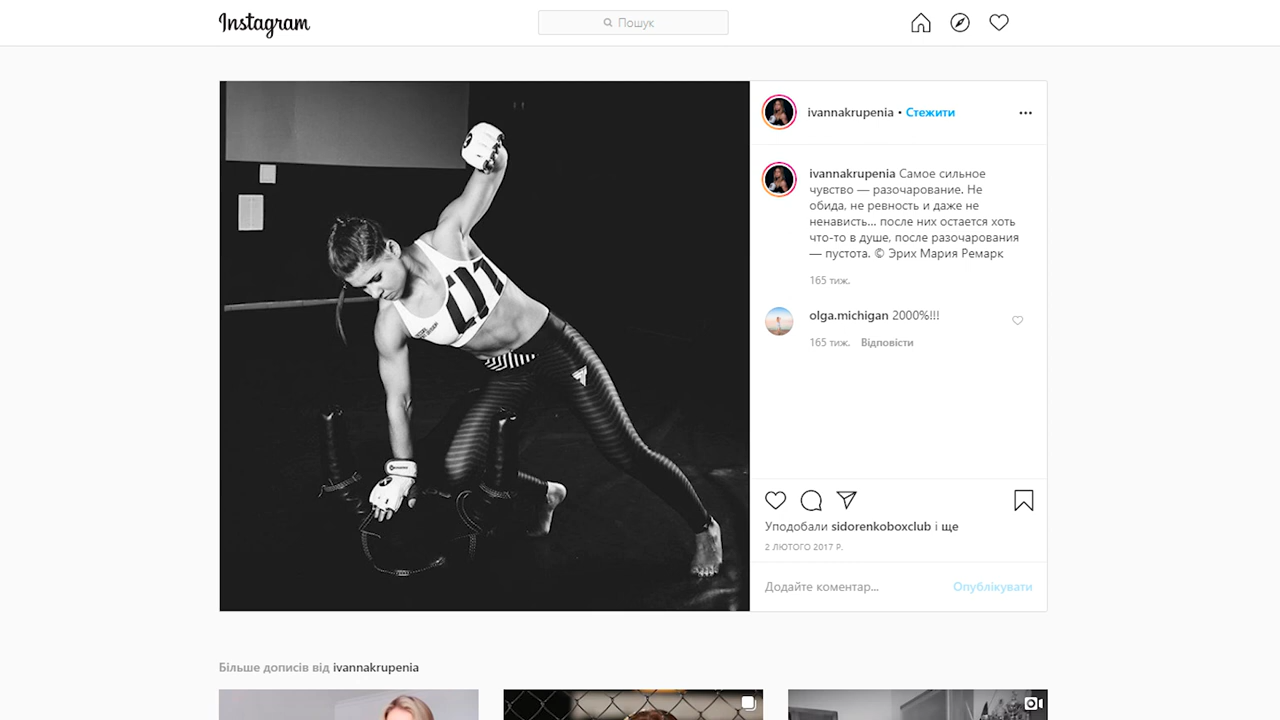 Instagram
Пошук
ivannakrupenia • Стежити
ivannakrupenia Самое сильное
чувство — разочарование. Не
обида, не ревность и даже не
ненависть... после них остается хоть
что-то в душе, после разочарования
— пустота. © Эрих Мария Ремарк
165 тиж.
olga.michigan 2000%!!!
165 тиж. Відповісти
Уподобали sidorenkoboxclub і ще
2 ЛЮТОГО 2017 Р.
Додайте коментар... Опублікувати
Більше дописів від ivannakrupenia